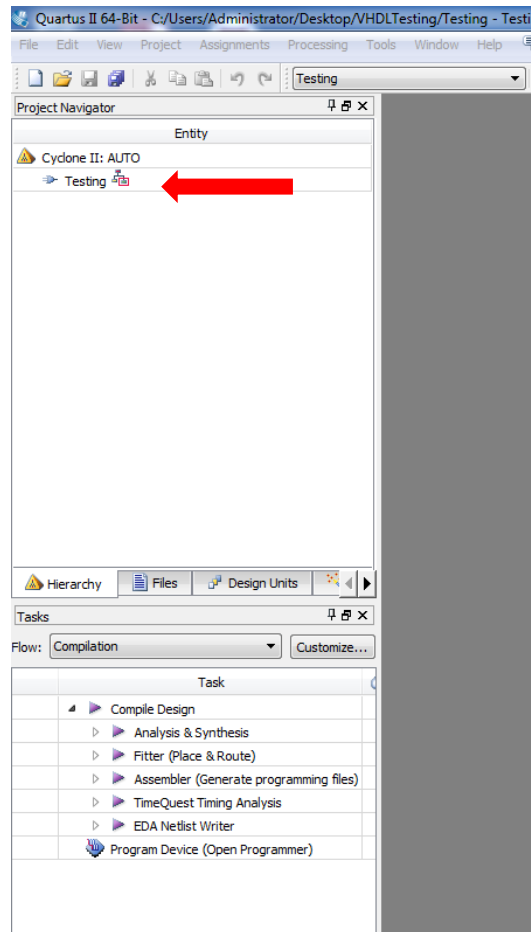 Quartus II 64-Bit - C:/Users/Administrator/Desktop/VHDLTesting/Testing - Testi
File Edit View Project Assignments Processing Tools Window Help
Testing
Project Navigator
Entity
Cyclone II: AUTO
Testing
Hierarchy Files Design Units
Tasks
Flow: Compilation Customize...
Task
Compile Design
Analysis & Synthesis
Fitter (Place & Route)
Assembler (Generate programming files)
TimeQuest Timing Analysis
EDA Netlist Writer
Program Device (Open Programmer)